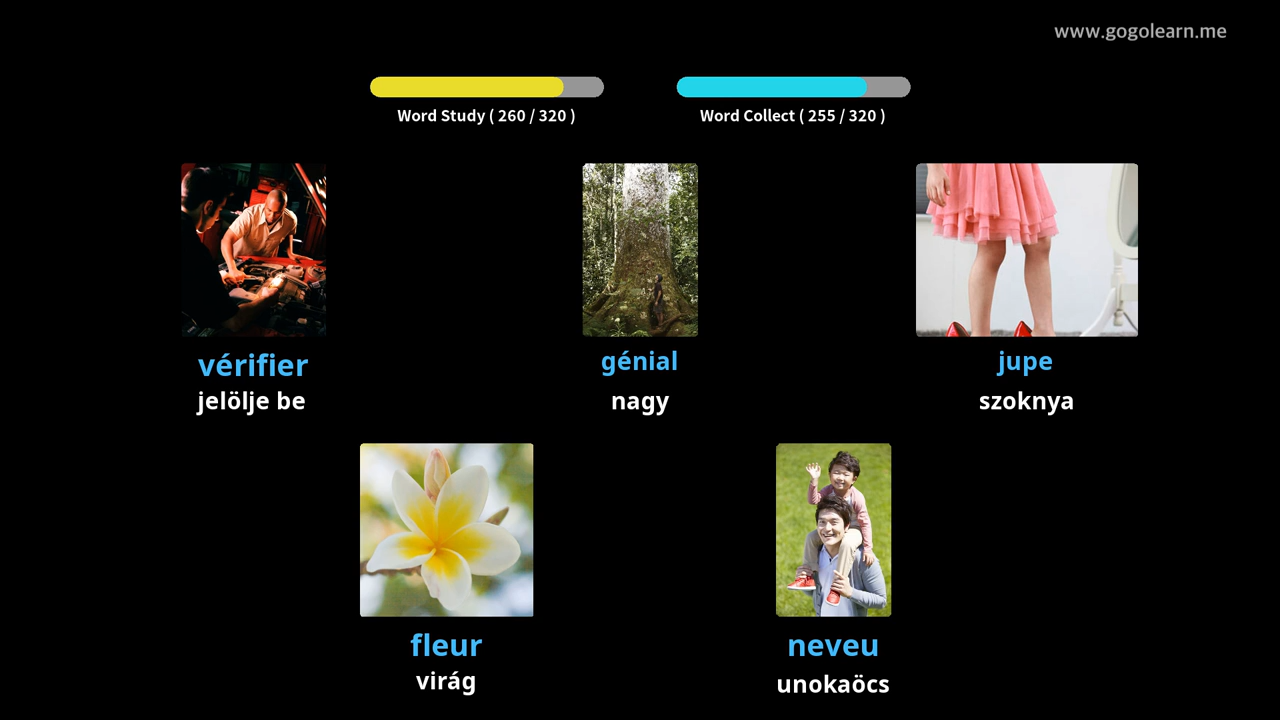 www.gogolearn.me
Word Study ( 260 / 320 )
Word Collect ( 255 / 320 )
vérifier
jelölje be
génial
nagy
jupe
szoknya
fleur
virág
neveu
unokaöcs